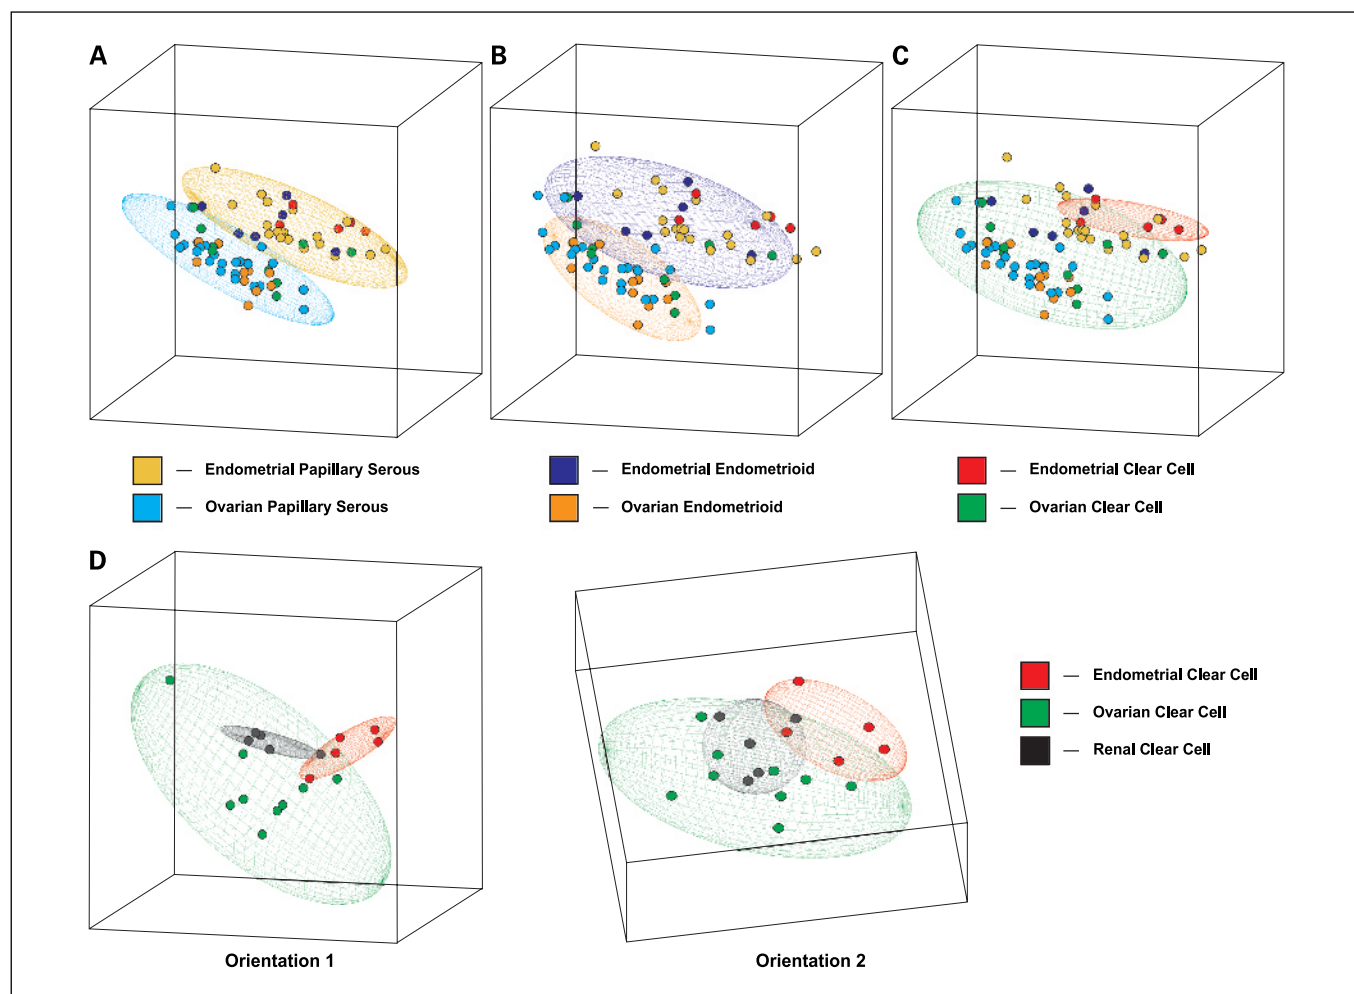 A B C
Endometrial Papillary Serous
Ovarian Papillary Serous
Endometrial Endometrioid
Ovarian Endometrioid
Endometrial Clear Cell
Ovarian Clear Cell
D
Endometrial Clear Cell
Ovarian Clear Cell
Renal Clear Cell
Orientation 1
Orientation 2